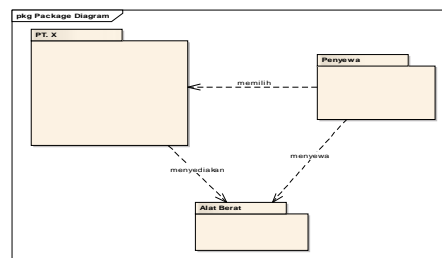 pkg Package Diagram
PT. X
Penyewa
memilih
menyewa
menyediakan
Alat Berat